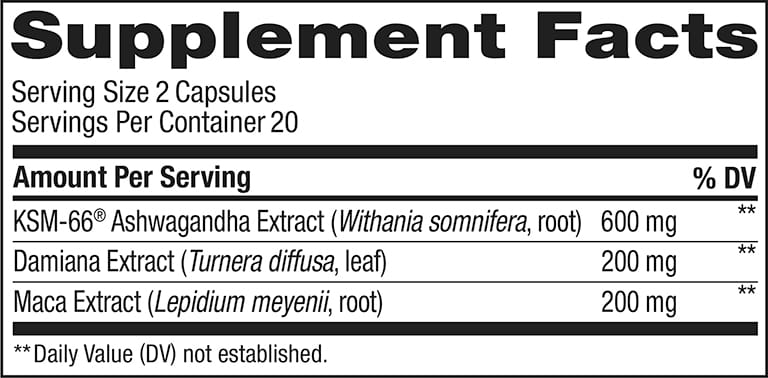 Supplement Facts
Serving Size 2 Capsules
Servings Per Container 20
Amount Per Serving % DV
KSM-66® Ashwagandha Extract (Withania somnifera, root) 600 mg **
Damiana Extract (Turnera diffusa, leaf) 200 mg **
Maca Extract (Lepidium meyenii, root) 200 mg **
**Daily Value (DV) not established.